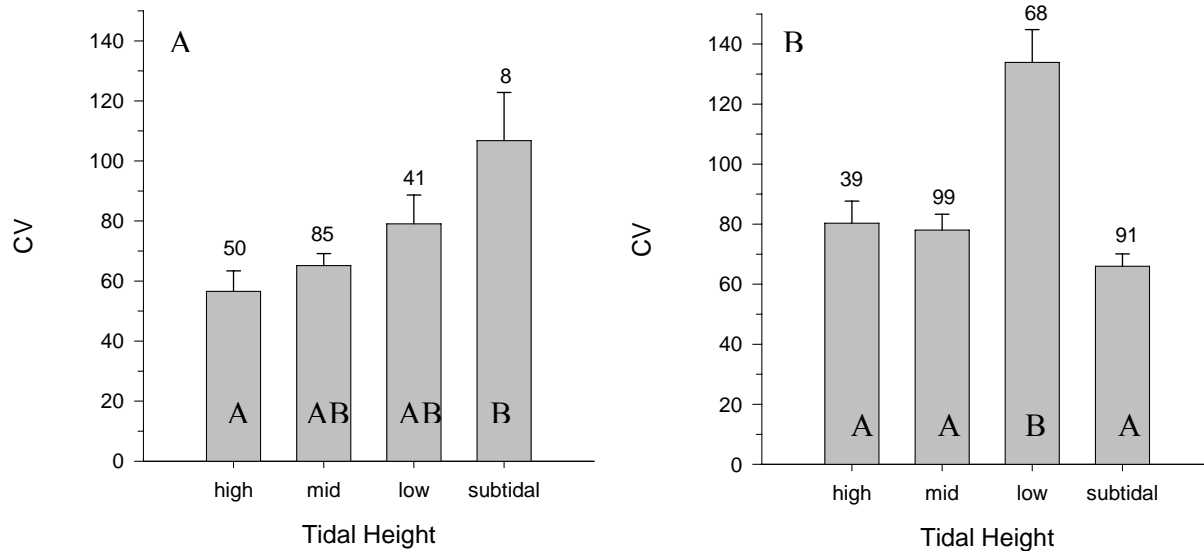 A
140
120
100
80
60
40
20
0
CV
50
85
41
8
A
AB
AB
B
high
mid
low
subtidal
Tidal Height
B
140
120
100
80
60
40
20
0
CV
39
99
68
91
A
A
B
A
high
mid
low
subtidal
Tidal Height